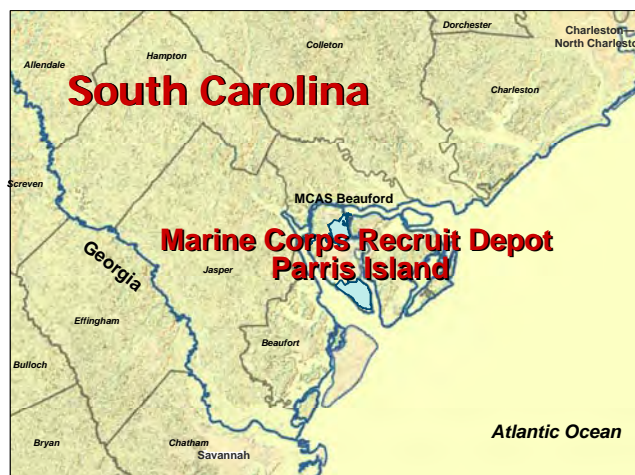 Dorchester
Charleston
North Charleston
Colleton
Hampton
Allendale
South Carolina
Charleston
Screven
MCAS Beauford
Marine Corps Recruit Depot
Parris Island
Georgia
Jasper
Effingham
Beaufort
Bulloch
Atlantic Ocean
Bryan
Chatham
Savannah